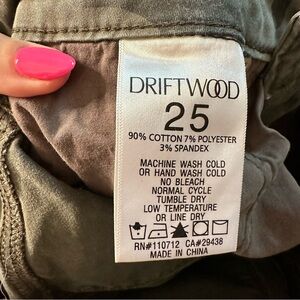 DRIFTWOOD
25
90% COTTON 7% POLYESTER
3% SPANDEX
MACHINE WASH COLD
OR HAND WASH COLD
NO BLEACH
NORMAL CYCLE
TUMBLE DRY
LOW TEMPERATURE
OR LINE DRY
RN#110712 CA#29438
MADE IN CHINA